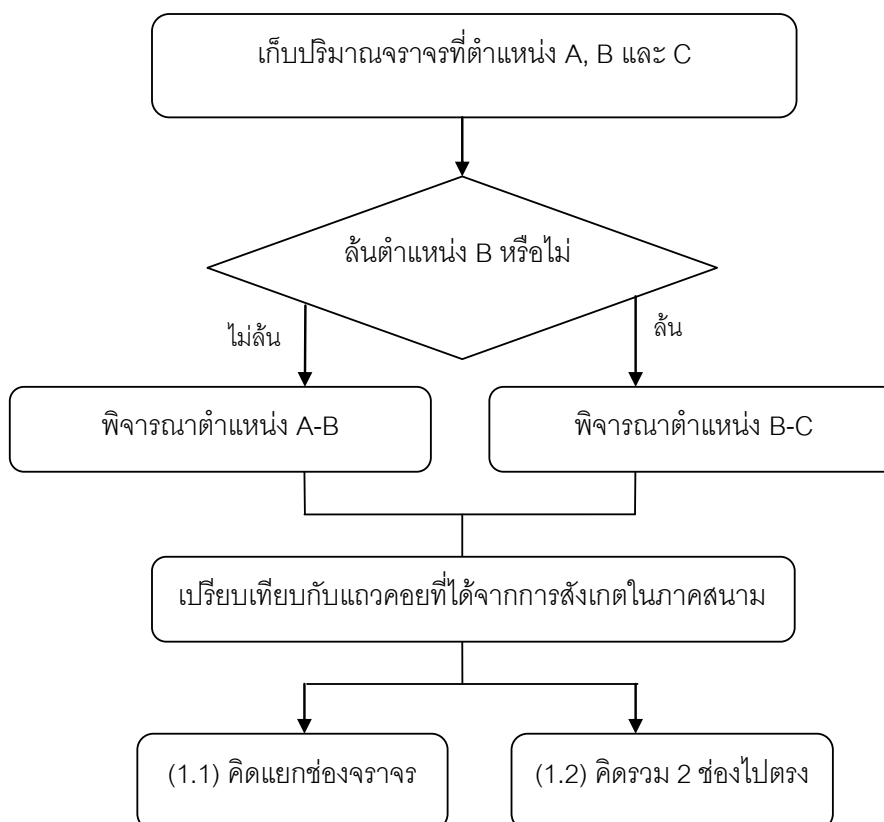 เก็บปริมาณจราจรที่ตำแหน่ง A, B และ C
ล้นตำแหน่ง B หรือไม่
ไม่ล้น
ล้น
พิจารณาตำแหน่ง A-B
พิจารณาตำแหน่ง B-C
เปรียบเทียบกับแถวคอยที่ได้จากการสังเกตในภาคสนาม
(1.1) คิดแยกช่องจราจร
(1.2) คิดรวม 2 ช่องไปตรง